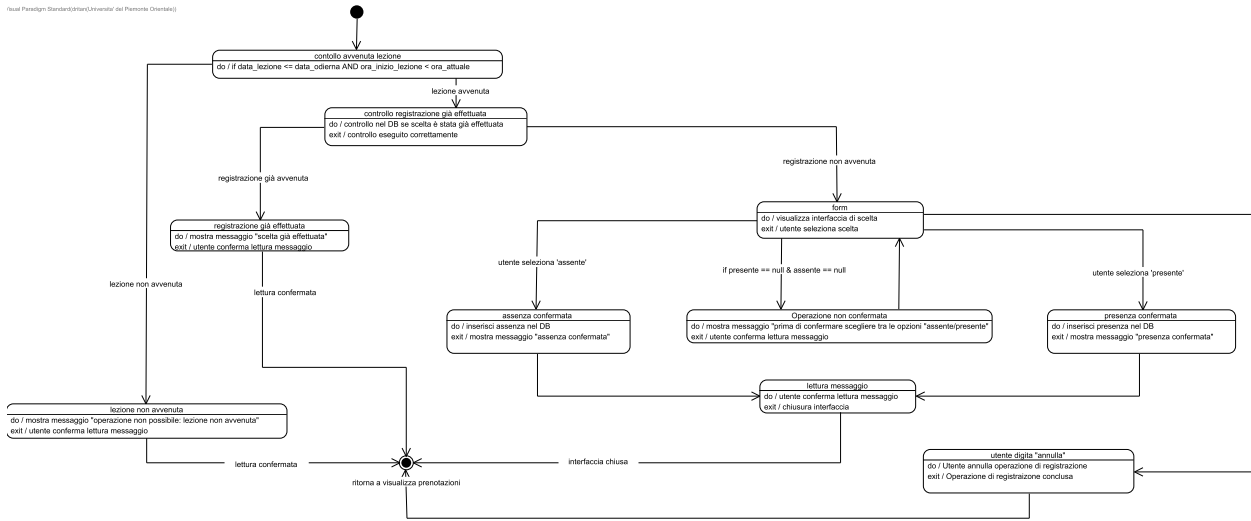 /isual Paradigm Standard(dritan(Universita' del Piemonte Orientale))
contollo avvenuta lezione
do / if data_lezione <= data_odierna AND ora_inizio_lezione < ora_attuale
lezione avvenuta
controllo registrazione già effettuata
do / controllo nel DB se scelta è stata già effettuata
exit / controllo eseguito correttamente
registrazione non avvenuta
registrazione già avvenuta
form
do / visualizza interfaccia di scelta
exit / utente seleziona scelta
registrazione già effettuata
do / mostra messaggio "scelta già effettuata"
exit / utente conferma lettura messaggio
utente seleziona 'assente'
if presente == null & assente == null
utente seleziona 'presente'
lezione non avvenuta
lettura confermata
assenza confermata
do / inserisci assenza nel DB
exit / mostra messaggio "assenza confermata"
Operazione non confermata
do / mostra messaggio "prima di confermare scegliere tra le opzioni "assente/presente"
exit / utente conferma lettura messaggio
presenza confermata
do / inserisci presenza nel DB
exit / mostra messaggio "presenza confermata"
lettura messaggio
do / utente conferma lettura messaggio
exit / chiusura interfaccia
lezione non avvenuta
do / mostra messaggio "operazione non possibile: lezione non avvenuta"
exit / utente conferma lettura messaggio
lettura confermata
interfaccia chiusa
ritorna a visualizza prenotazioni
utente digita "annulla"
do / Utente annulla operazione di registrazione
exit / Operazione di registraizone conclusa